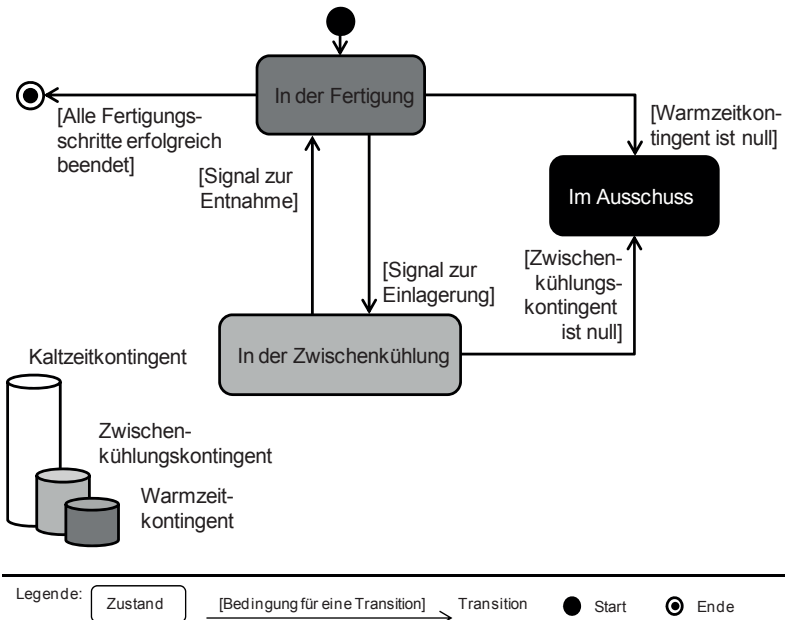 In der Fertigung
[Alle Fertigungs-
schritte erfolgreich
beendet]
[Warmzeitkon-
tingent ist null]
[Signal zur
Entnahme]
Im Ausschuss
[Signal zur
Einlagerung]
[Zwischen-
kühlungs-
kontingent
ist null]
In der Zwischenkühlung
Kaltzeitkontingent
Zwischen-
kühlungskontingent
Warmzeit-
kontingent
Legende: Zustand [Bedingung für eine Transition] Transition Start Ende